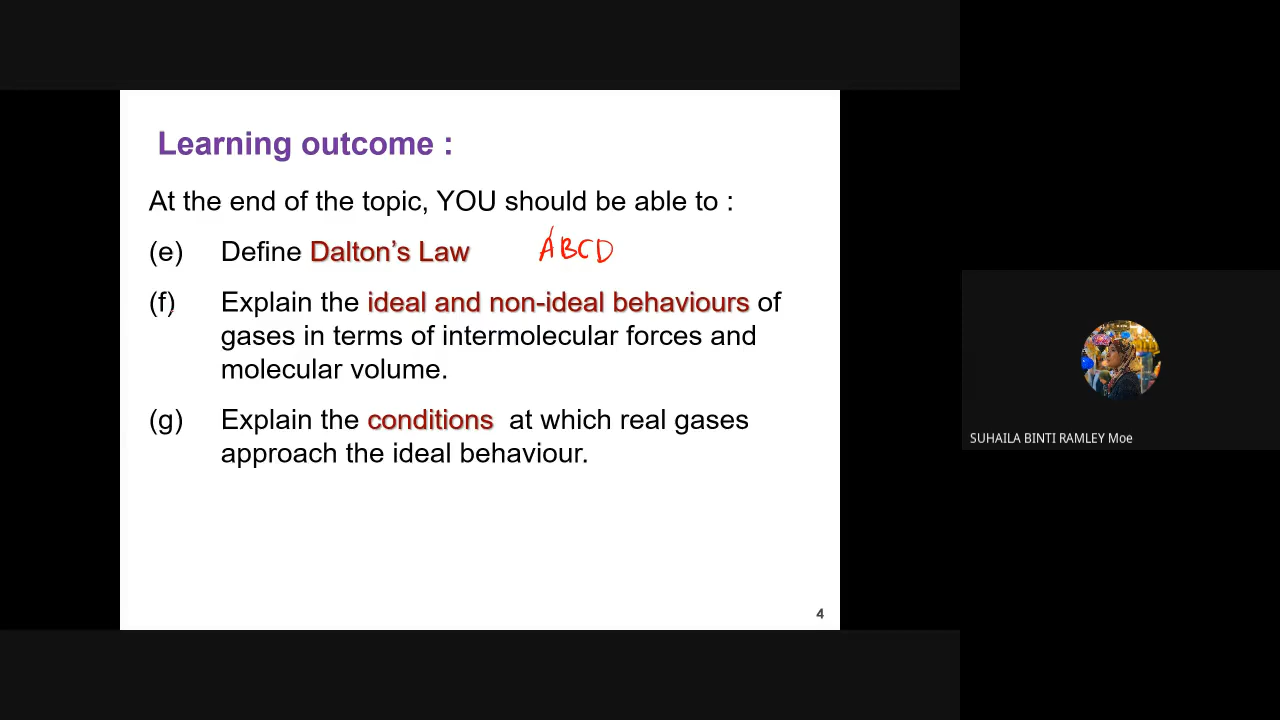 Learning outcome :
At the end of the topic, YOU should be able to :
(e) Define Dalton's Law ABCD
(f) Explain the ideal and non-ideal behaviours of
gases in terms of intermolecular forces and
molecular volume.
(g) Explain the conditions at which real gases
approach the ideal behaviour.
4
SUHAILA BINTI RAMLEY Moe